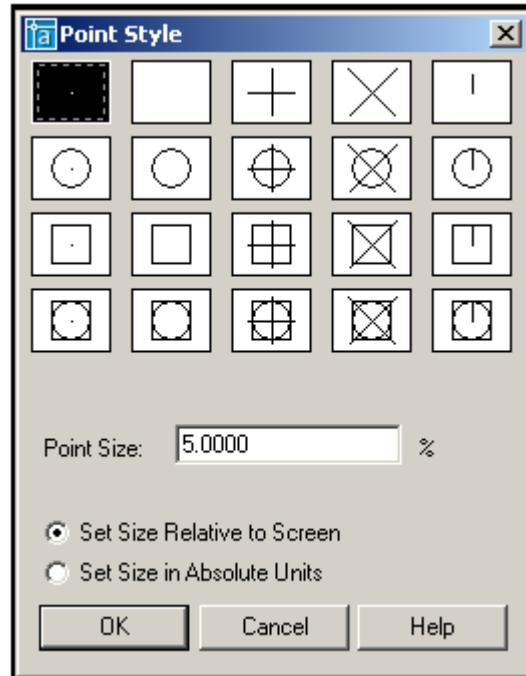 Point Style
Point Size: 5.0000 %
Set Size Relative to Screen
Set Size in Absolute Units
OK Cancel Help